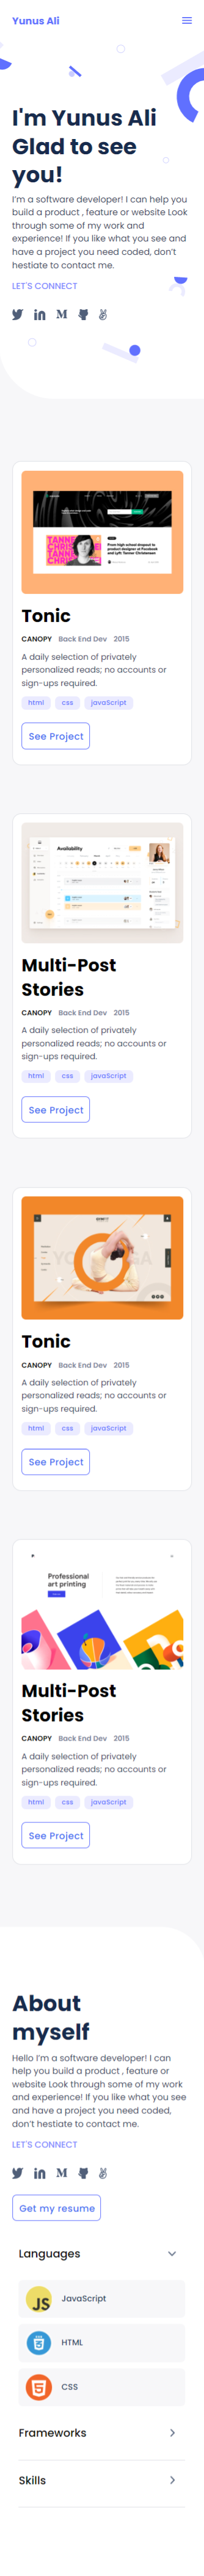 Yunus Ali
I'm Yunus Ali
Glad to see
you!
I'm a software developer! I can help you
build a product , feature or website Look
through some of my work and
experience! If you like what you see and
have a project you need coded, don't
hestiate to contact me.
LET'S CONNECT
Tonic
CANOPY Back End Dev 2015
A daily selection of privately
personalized reads; no accounts or
sign-ups required.
html css javaScript
See Project
Availability
Multi-Post
Stories
CANOPY Back End Dev 2015
A daily selection of privately
personalized reads; no accounts or
sign-ups required.
html css javaScript
See Project
Tonic
CANOPY Back End Dev 2015
A daily selection of privately
personalized reads; no accounts or
sign-ups required.
html css javaScript
See Project
Professional
art printing
Multi-Post
Stories
CANOPY Back End Dev 2015
A daily selection of privately
personalized reads; no accounts or
sign-ups required.
html css javaScript
See Project
About
myself
Hello I'm a software developer! I can
help you build a product , feature or
website Look through some of my work
and experience! If you like what you see
and have a project you need coded,
don't hestiate to contact me.
LET'S CONNECT
Get my resume
Languages
JS JavaScript
HTML
CSS
Frameworks
Skills